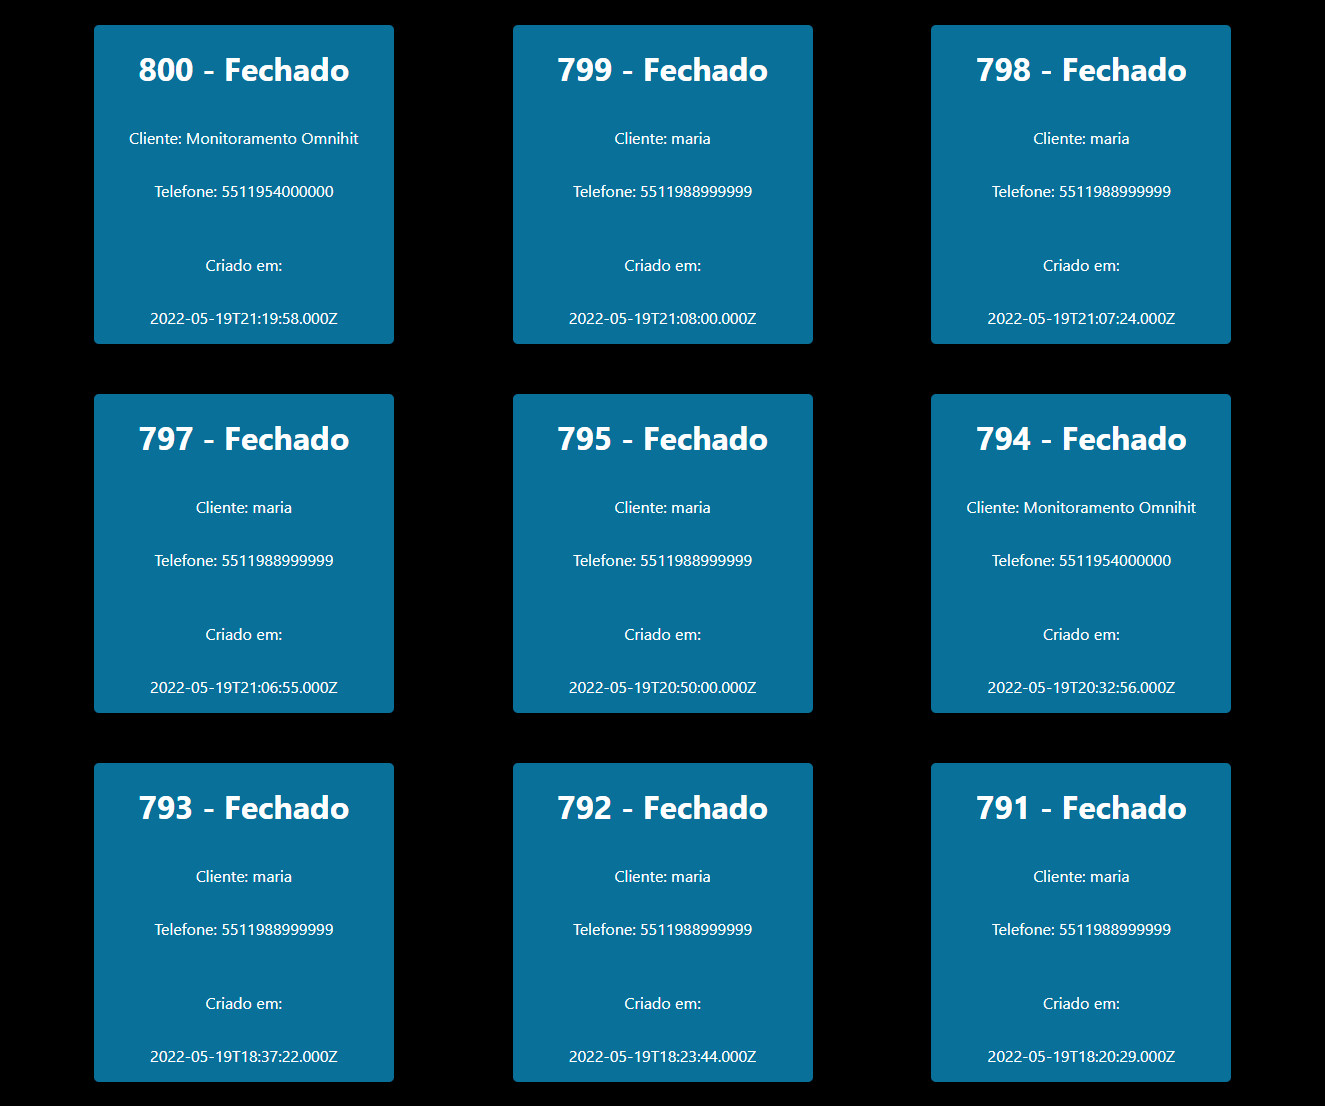 800 - Fechado
Cliente: Monitoramento Omnihit
Telefone: 5511954000000
Criado em:
2022-05-19T21:19:58.000Z
799 - Fechado
Cliente: maria
Telefone: 5511988999999
Criado em:
2022-05-19T21:08:00.000Z
798 - Fechado
Cliente: maria
Telefone: 5511988999999
Criado em:
2022-05-19T21:07:24.000Z
797 - Fechado
Cliente: maria
Telefone: 5511988999999
Criado em:
2022-05-19T21:06:55.000Z
795 - Fechado
Cliente: maria
Telefone: 5511988999999
Criado em:
2022-05-19T20:50:00.000Z
794 - Fechado
Cliente: Monitoramento Omnihit
Telefone: 5511954000000
Criado em:
2022-05-19T20:32:56.000Z
793 - Fechado
Cliente: maria
Telefone: 5511988999999
Criado em:
2022-05-19T18:37:22.000Z
792 - Fechado
Cliente: maria
Telefone: 5511988999999
Criado em:
2022-05-19T18:23:44.000Z
791 - Fechado
Cliente: maria
Telefone: 5511988999999
Criado em:
2022-05-19T18:20:29.000Z